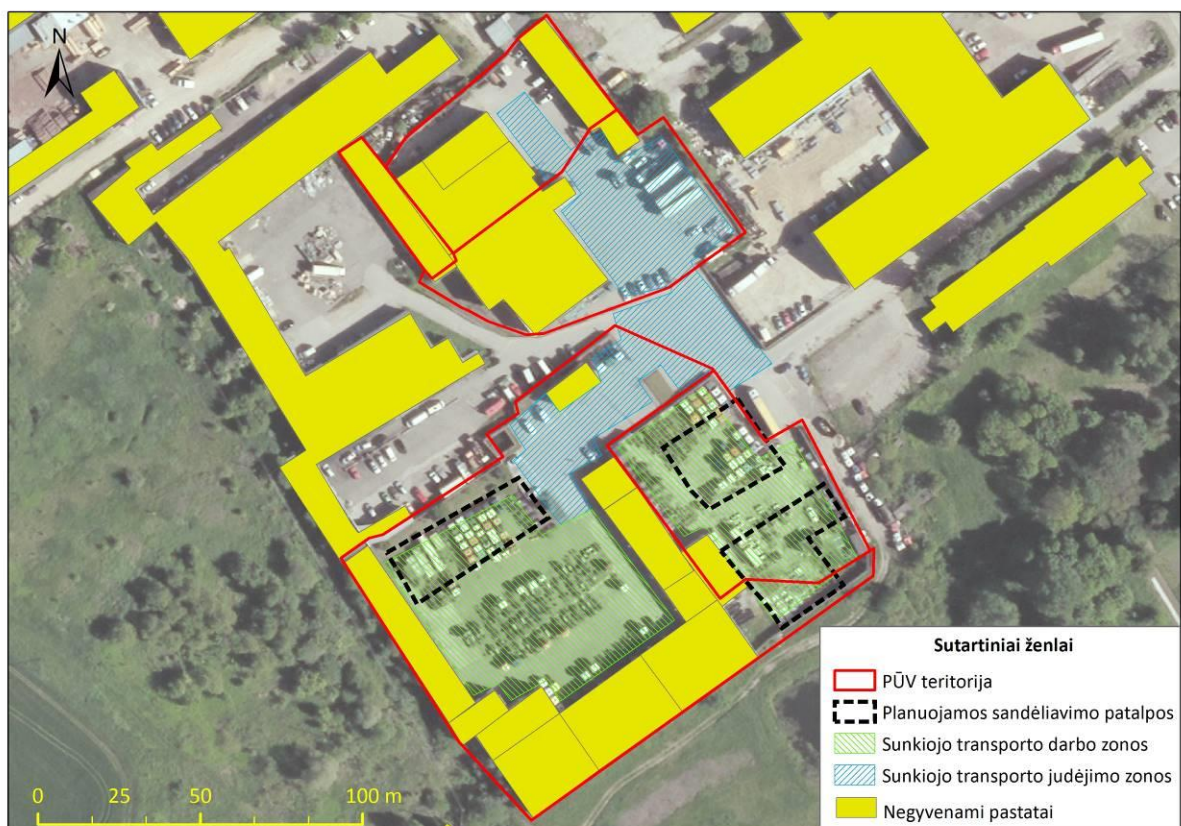 N
Sutartiniai ženlai
PŪV teritorija
Planuojamos sandėliavimo patalpos
Sunkiojo transporto darbo zonos
Sunkiojo transporto judėjimo zonos
Negyvenami pastatai
0 25 50 100 m